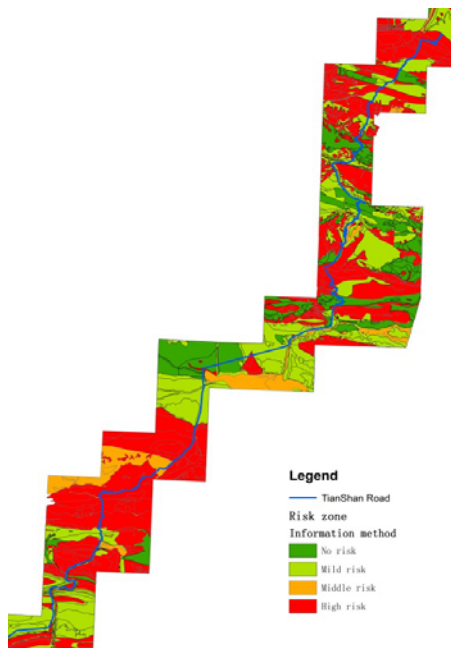 Legend
TianShan Road
Risk zone
Information method
No risk
Mild risk
Middle risk
High risk